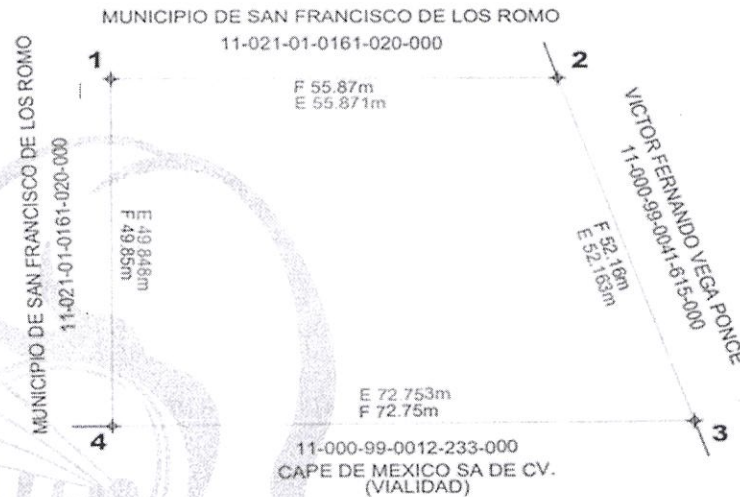 MUNICIPIO DE SAN FRANCISCO DE LOS ROMO
11-021-01-0161-020-000
1
2
F 55.87m
E 55.871m
MUNICIPIO DE SAN FRANCISCO DE LOS ROMO
11-021-01-0161-020-000
E 49.848m
F 49.85m
VICTOR FERNANDO VEGA PONCE
11-000-99-0041-615-000
F 52.16m
E 52.163m
E 72.753m
F 72.75m
4
3
11-000-99-0012-233-000
CAPE DE MEXICO SA DE CV.
(VIALIDAD)